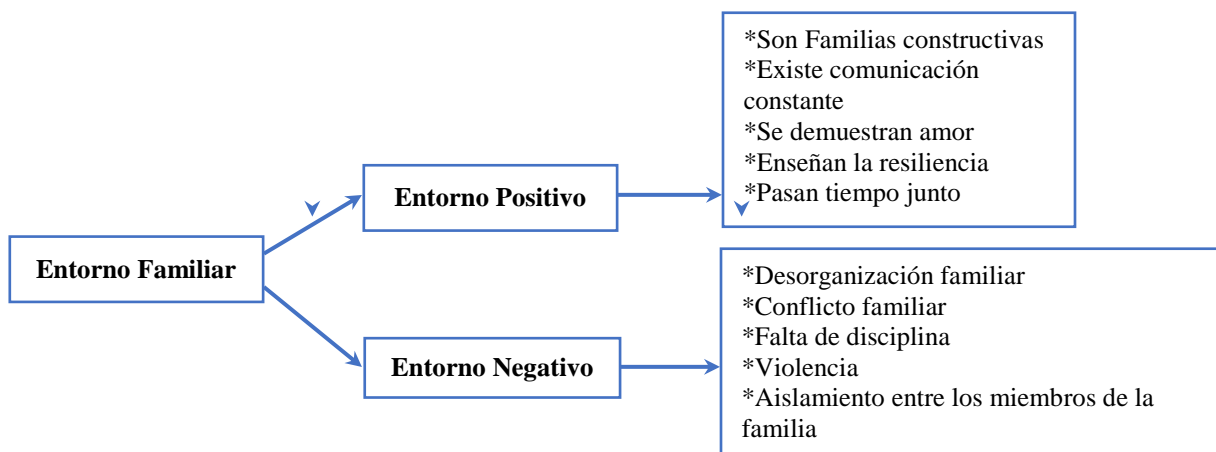 *Son Familias constructivas
*Existe comunicación
constante
*Se demuestran amor
*Enseñan la resiliencia
*Pasan tiempo junto
Entorno Positivo
Entorno Familiar
*Desorganización familiar
*Conflicto familiar
*Falta de disciplina
*Violencia
*Aislamiento entre los miembros de la
familia
Entorno Negativo